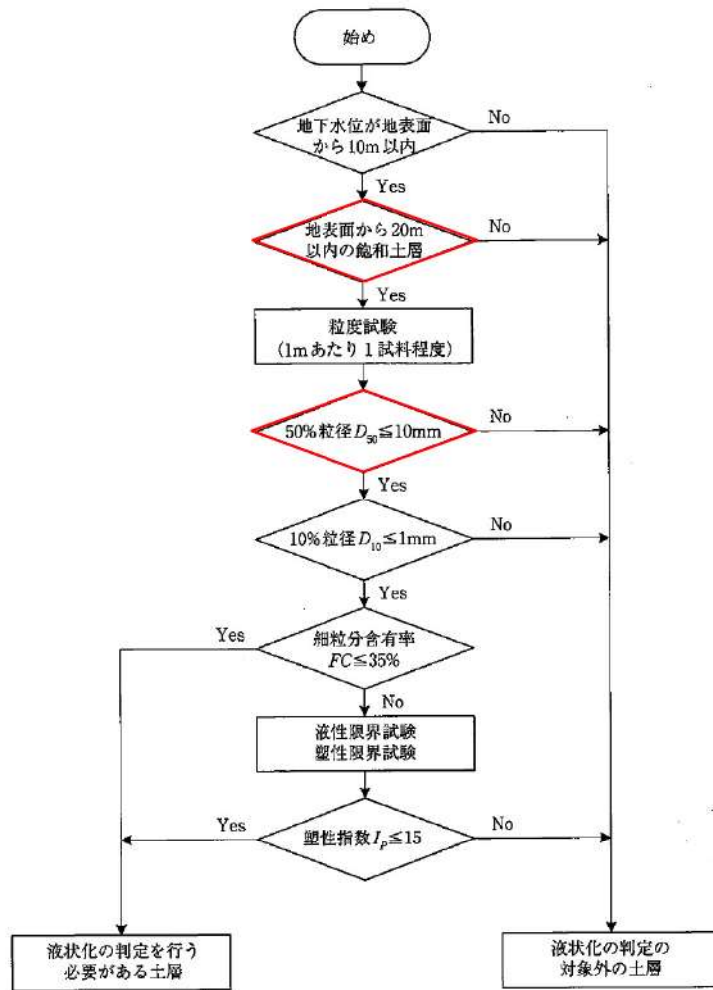 始め
地下水位が地表面
から10m以内
No
Yes
地表面から20m
以内の飽和土層
No
Yes
粒度試験
(1mあたり1試料程度)
50%粒径D₅₀≦10mm
No
Yes
10%粒径D₁₀≦1mm
No
Yes
細粒分含有率
FC≦35%
Yes
No
液性限界試験
塑性限界試験
塑性指数Iₚ≦15
Yes
No
液状化の判定を行う
必要がある土層
液状化の判定の
対象外の土層